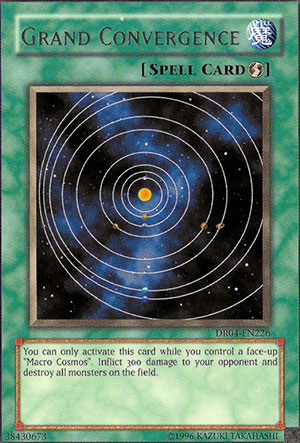 GRAND CONVERGENCE 魔
[SPELL CARD]
DR04-EN226
You can only activate this card while you control a face-up
"Macro Cosmos". Inflict 300 damage to your opponent and
destroy all monsters on the field.
38430673
©1996 KAZUKI TAKAHASHI